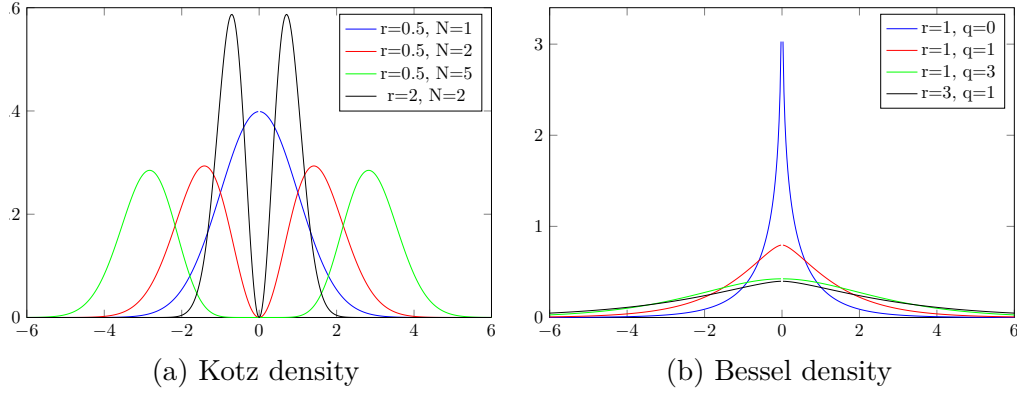 .6
.4
.2
0
−6
−4
−2
0
2
4
6
r=0.5, N=1
r=0.5, N=2
r=0.5, N=5
r=2, N=2
(a) Kotz density
3
2
1
0
−6
−4
−2
0
2
4
6
r=1, q=0
r=1, q=1
r=1, q=3
r=3, q=1
(b) Bessel density